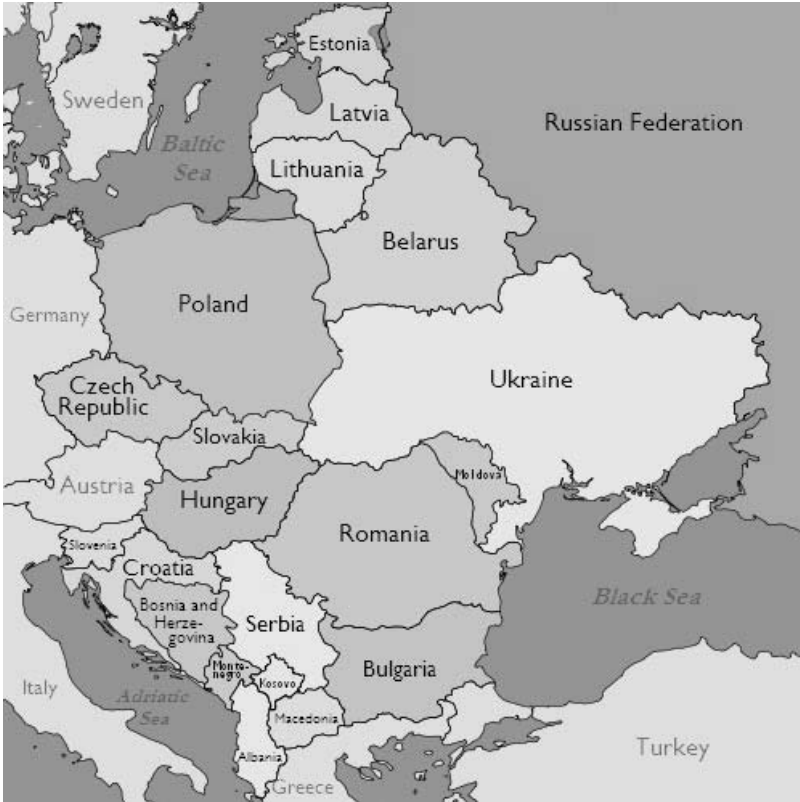 Estonia
Sweden
Latvia
Russian Federation
Baltic
Sea
Lithuania
Belarus
Poland
Germany
Ukraine
Czech
Republic
Slovakia
Moldova
Austria
Hungary
Romania
Slovenia
Croatia
Black Sea
Bosnia and
Herze-
govina
Serbia
Monte-
negro
Bulgaria
Kosovo
Italy
Adriatic
Sea
Macedonia
Turkey
Albania
Greece